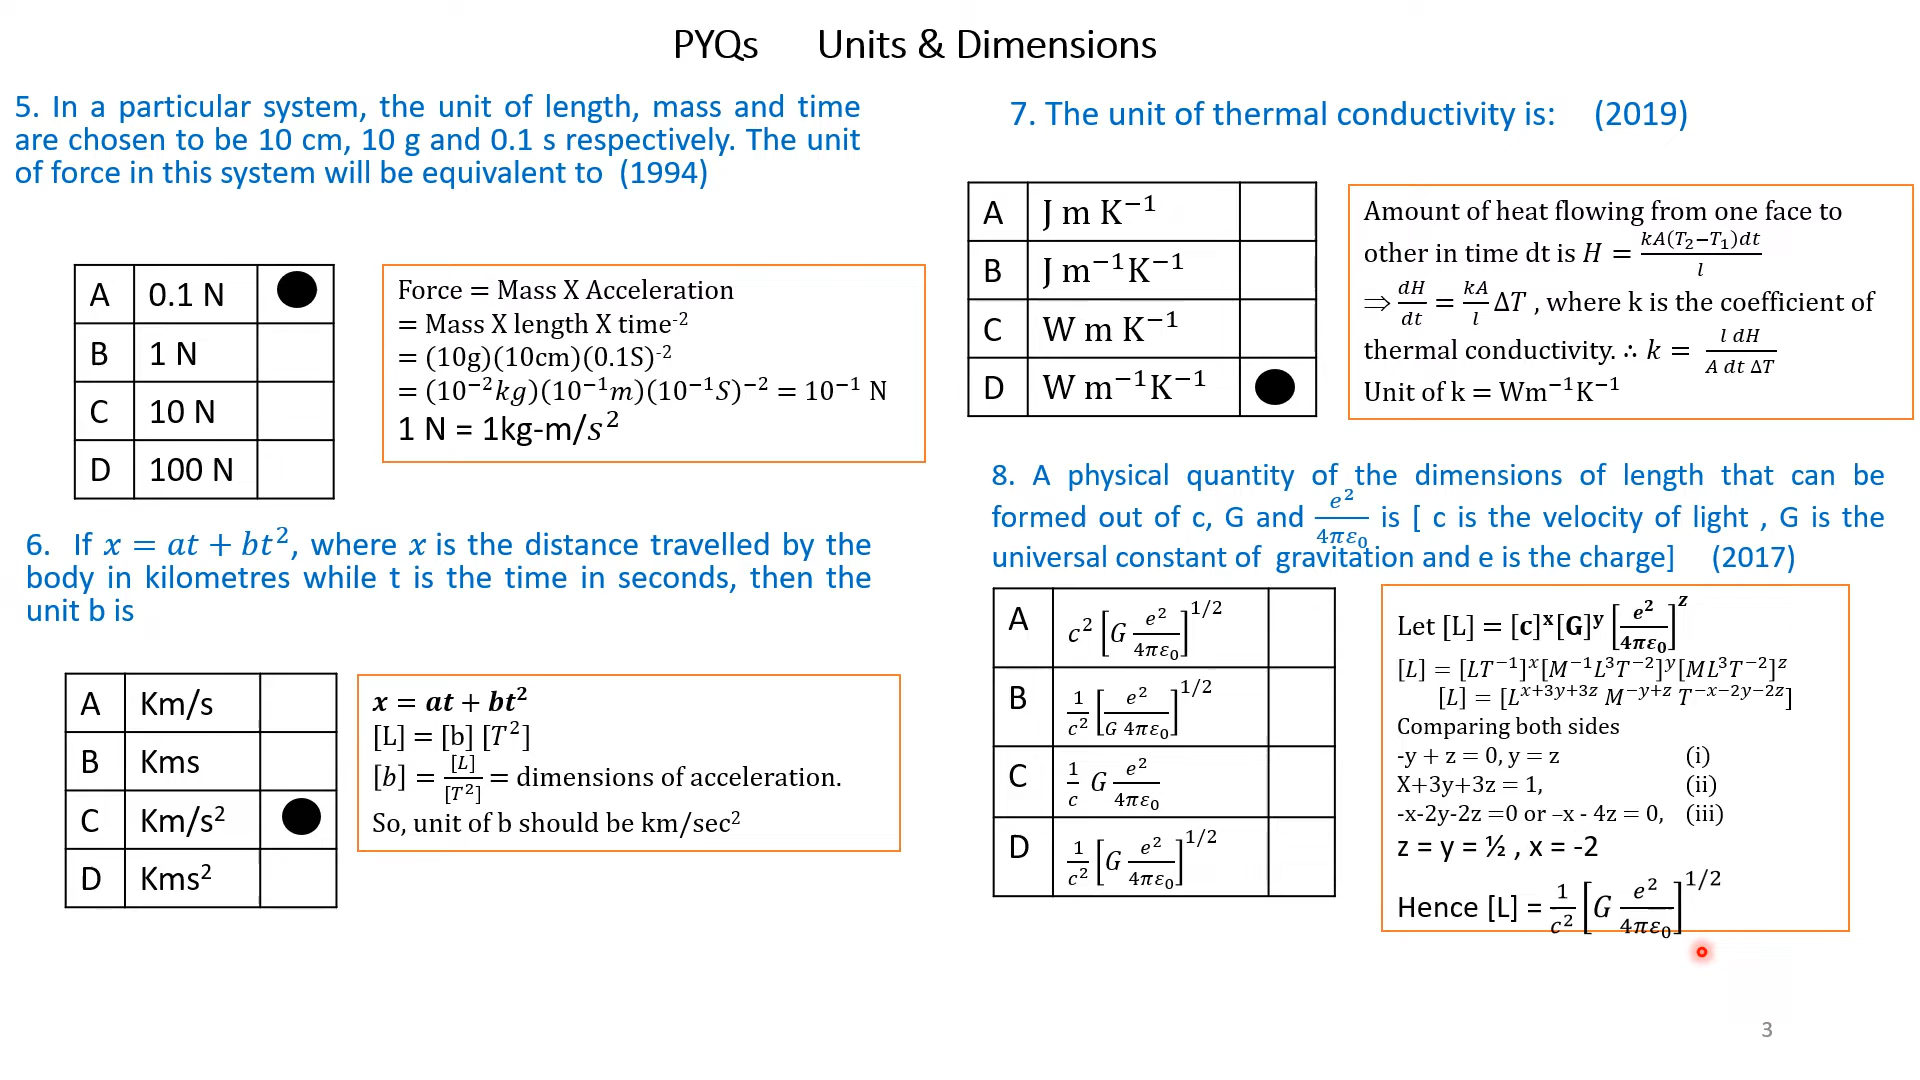 PYQs Units & Dimensions
5. In a particular system, the unit of length, mass and time
are chosen to be 10 cm, 10 g and 0.1 s respectively. The unit
of force in this system will be equivalent to (1994)
A 0.1 N
B 1 N
C 10 N
D 100 N
Force = Mass X Acceleration
= Mass X length X time⁻²
= (10g)(10cm)(0.1S)⁻²
= (10⁻²kg)(10⁻¹m)(10⁻¹S)⁻² = 10⁻¹ N
1 N = 1kg-m/s²
6. If x = at + bt², where x is the distance travelled by the
body in kilometres while t is the time in seconds, then the
unit b is
A Km/s
B Kms
C Km/s²
D Kms²
x = at + bt²
[L] = [b] [T²]
[b] = [L]/[T²] = dimensions of acceleration.
So, unit of b should be km/sec²
7. The unit of thermal conductivity is: (2019)
A J m K⁻¹
B J m⁻¹K⁻¹
C W m K⁻¹
D W m⁻¹K⁻¹
Amount of heat flowing from one face to
other in time dt is H = kA(T₂−T₁)dt/l
⇒ dH/dt = kA/l ΔT , where k is the coefficient of
thermal conductivity. ∴ k = l dH/A dt ΔT
Unit of k = Wm⁻¹K⁻¹
8. A physical quantity of the dimensions of length that can be
formed out of c, G and e²/4πε₀ is [ c is the velocity of light , G is the
universal constant of gravitation and e is the charge] (2017)
A c² [G e²/4πε₀]^1/2
B 1/c² [e²/G 4πε₀]^1/2
C 1/c G e²/4πε₀
D 1/c² [G e²/4πε₀]^1/2
Let [L] = [c]ˣ[G]ʸ [e²/4πε₀]^z
[L] = [LT⁻¹]ˣ[M⁻¹L³T⁻²]ʸ[ML³T⁻²]ᶻ
[L] = [L^x+3y+3z M^−y+z T^−x−2y−2z]
Comparing both sides
-y + z = 0, y = z (i)
X+3y+3z = 1, (ii)
-x-2y-2z =0 or –x - 4z = 0, (iii)
z = y = ½ , x = -2
Hence [L] = 1/c² [G e²/4πε₀]^1/2
3